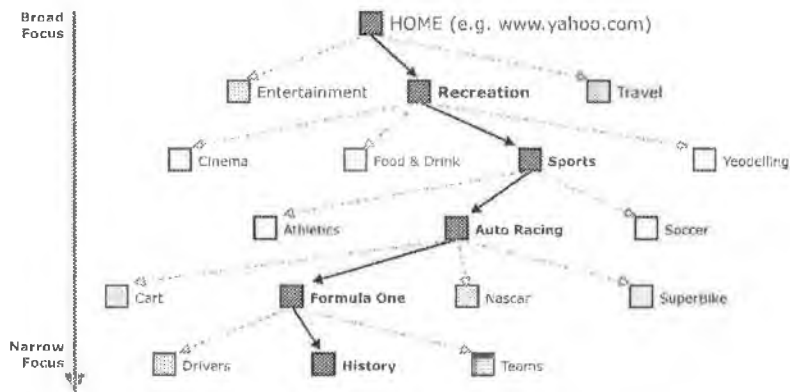 Broad
Focus
HOME (e.g. www.yahoo.com)
Entertainment
Recreation
Travel
Cinema
Food & Drink
Sports
Yeodelling
Athletics
Auto Racing
Soccer
Cart
Formula One
Nascar
SuperBike
Narrow
Focus
Drivers
History
Teams